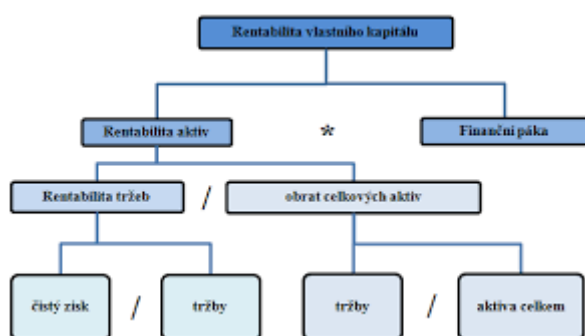 Rentabilita vlastního kapitálu
Rentabilita aktiv * Finanční páka
Rentabilita tržeb / obrat celkových aktiv
čistý zisk / tržby tržby / aktiva celkem